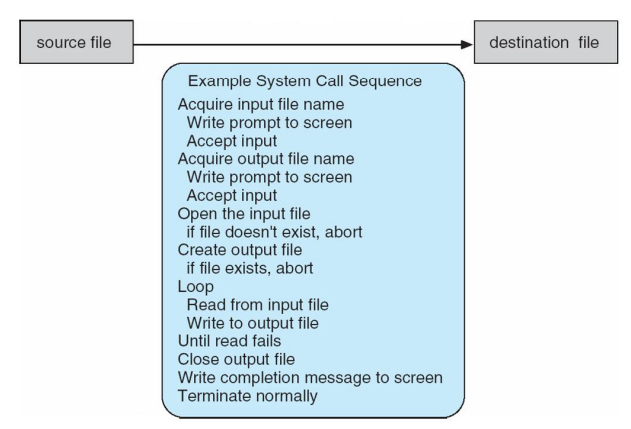 source file
destination file
Example System Call Sequence
Acquire input file name
Write prompt to screen
Accept input
Acquire output file name
Write prompt to screen
Accept input
Open the input file
if file doesn't exist, abort
Create output file
if file exists, abort
Loop
Read from input file
Write to output file
Until read fails
Close output file
Write completion message to screen
Terminate normally